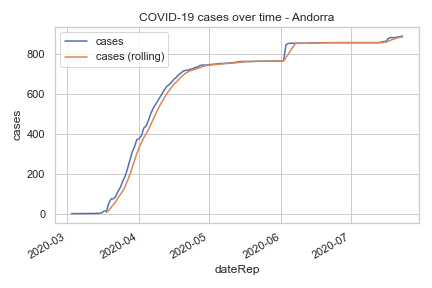 COVID-19 cases over time - Andorra
cases
cases (rolling)
800
600
400
200
0
cases
2020-03
2020-04
2020-05
2020-06
2020-07
dateRep